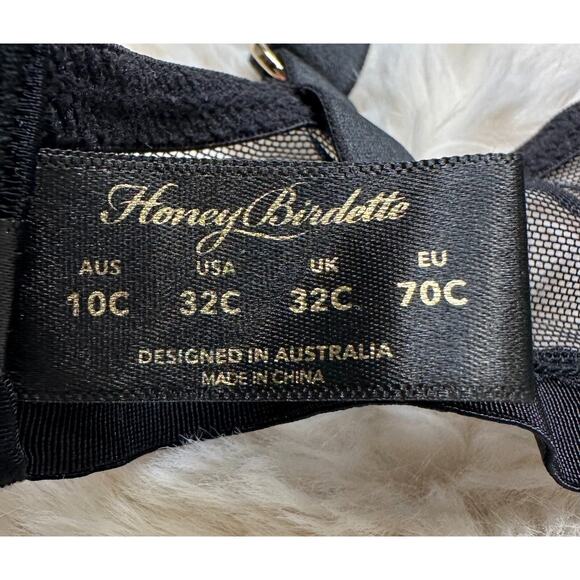 Honey Birdette
AUS USA UK EU
10C 32C 32C 70C
DESIGNED IN AUSTRALIA
MADE IN CHINA